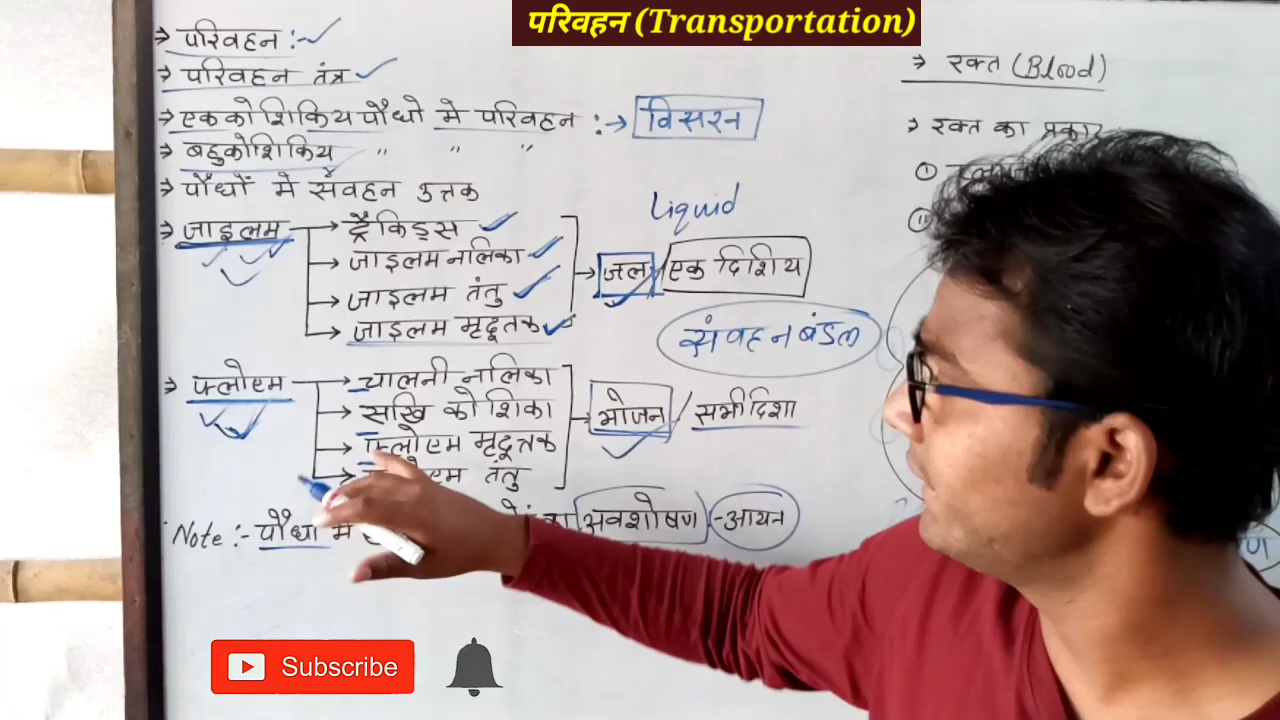 परिवहन (Transportation)
→ परिवहन :-
→ परिवहन तंत्र
→ एककोशिकिय पौधो मे परिवहन :→ विसरन
→ बहुकोशिकिय " " "
→ पौधों मे संवहन उत्तक
Liquid
→ जाइलम → ट्रैकिड्स
→ जाइलम नलिका
→ जाइलम तंतु
→ जाइलम मृदूतक
→ जल / एक दिशिय
संवहन बंडल
→ फ्लोएम → चालनी नलिका
→ सखि कोशिका
→ फ्लोएम मृदूत्तक
→ तंतु
→ भोजन / सभी दिशा
Note :- पौधा मे अवशोषण - आयन
→ रक्त (Blood)
→ रक्त का प्रकार
Subscribe